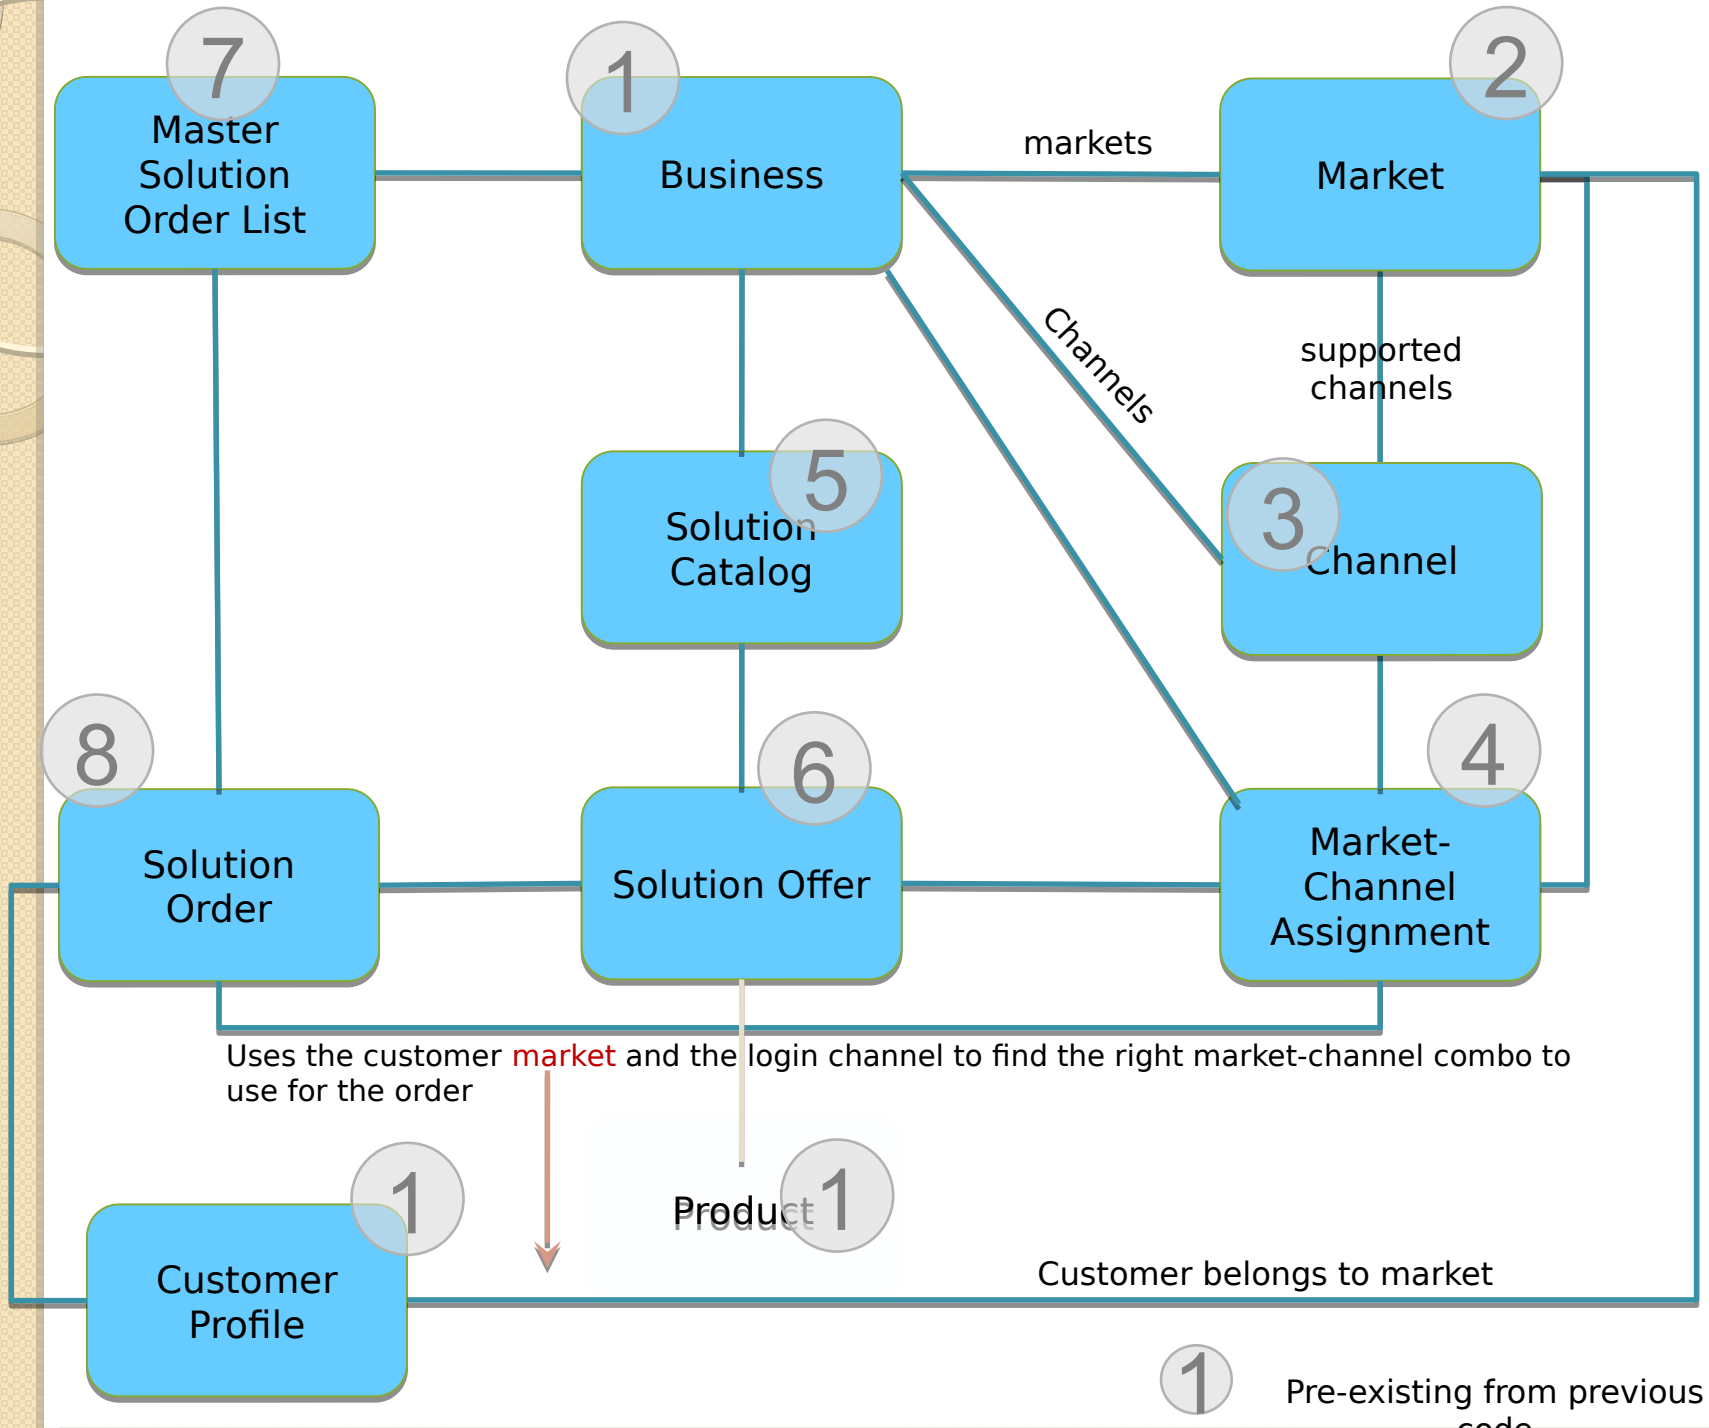 7
Master
Solution
Order List
1
Business
markets
2
Market
Channels
supported
channels
5
Solution
Catalog
3
Channel
8
Solution
Order
6
Solution Offer
4
Market-
Channel
Assignment
Uses the customer market and the login channel to find the right market-channel combo to
use for the order
1
Customer
Profile
1
Product
Customer belongs to market
1
Pre-existing from previous
code